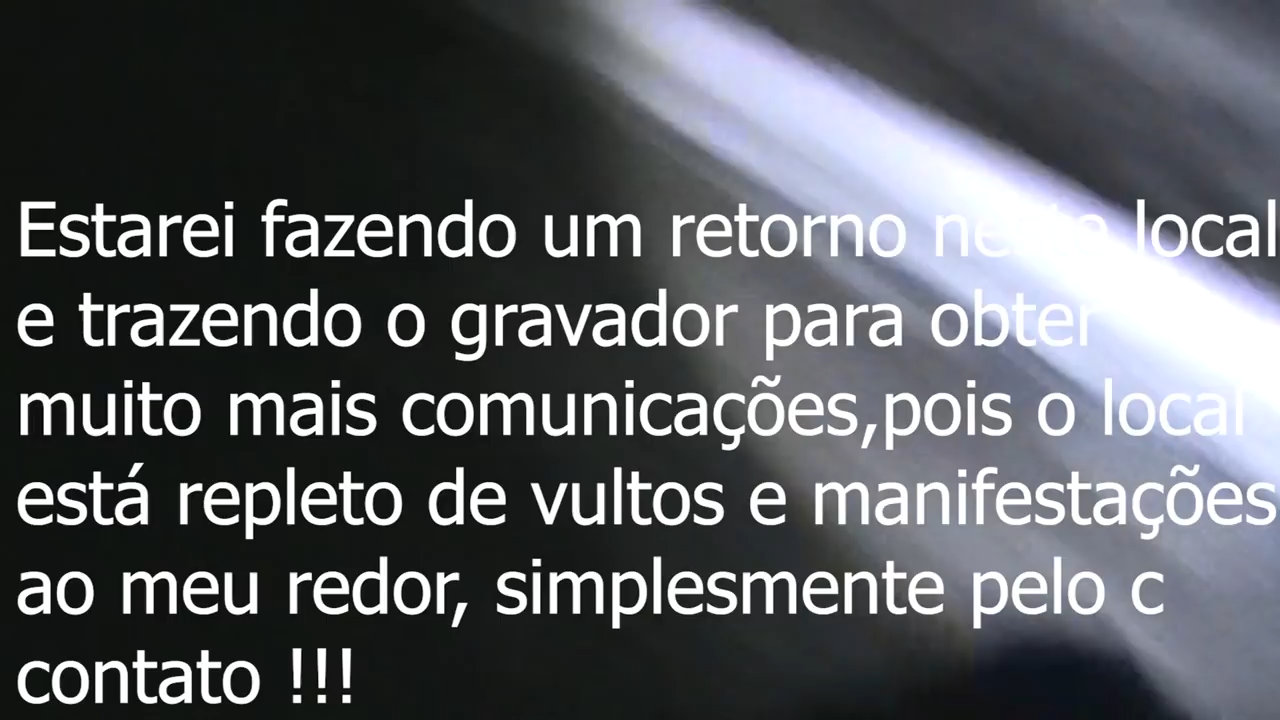 Estarei fazendo um retorno neste local
e trazendo o gravador para obter
muito mais comunicações,pois o local
está repleto de vultos e manifestações
ao meu redor, simplesmente pelo c
contato !!!